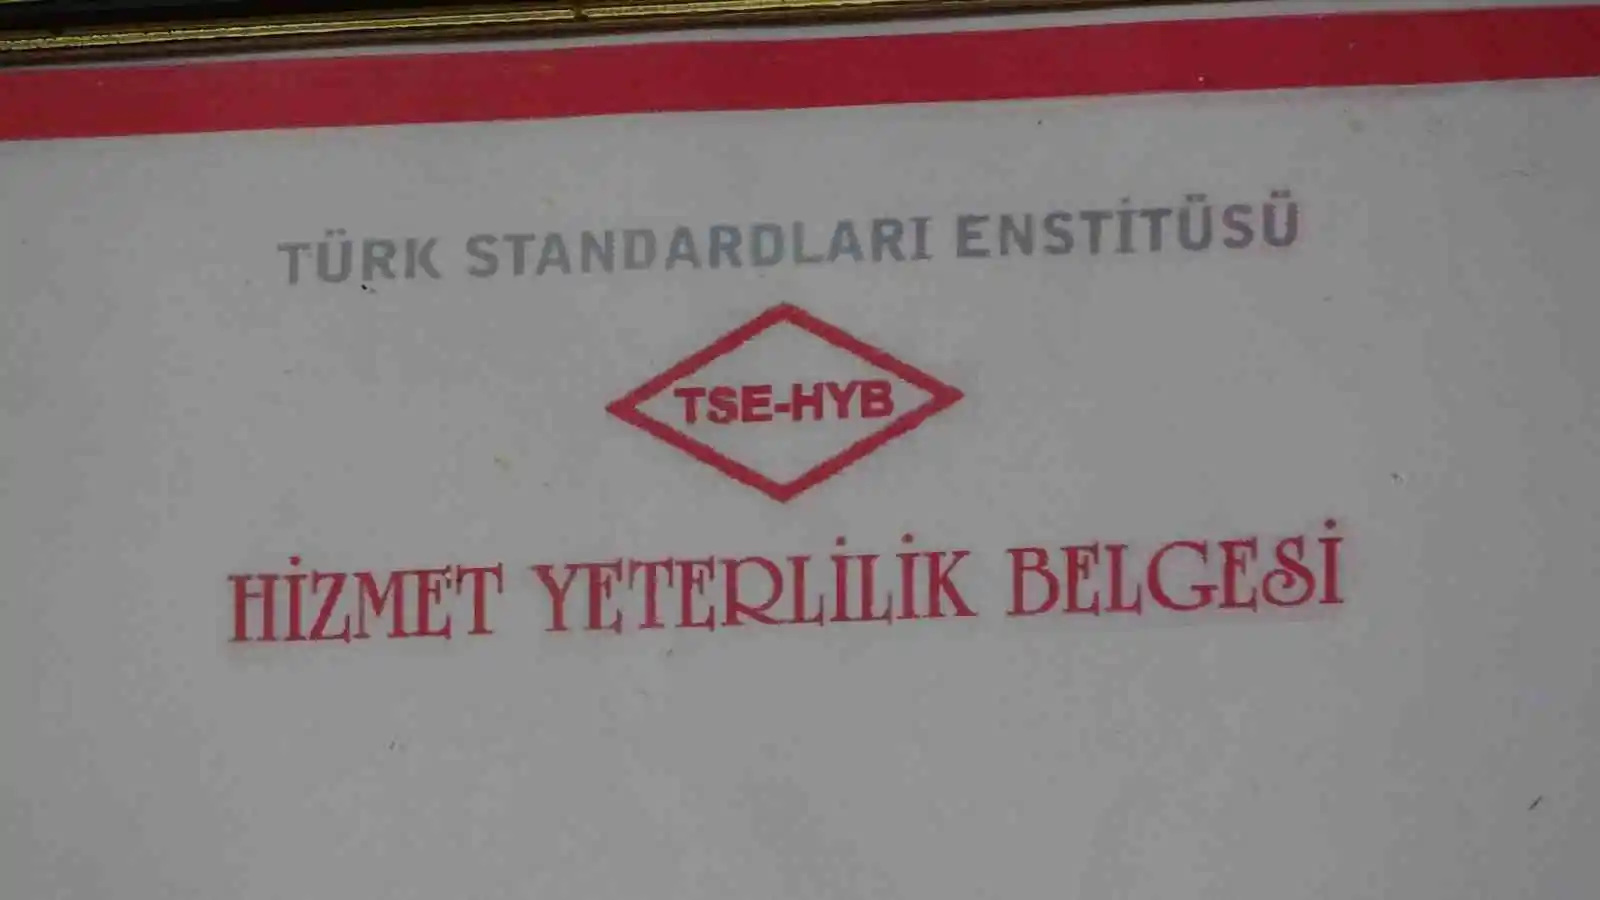 TÜRK STANDARDLARI ENSTİTÜSÜ
TSE-HYB
HİZMET YETERLİLİK BELGESİ